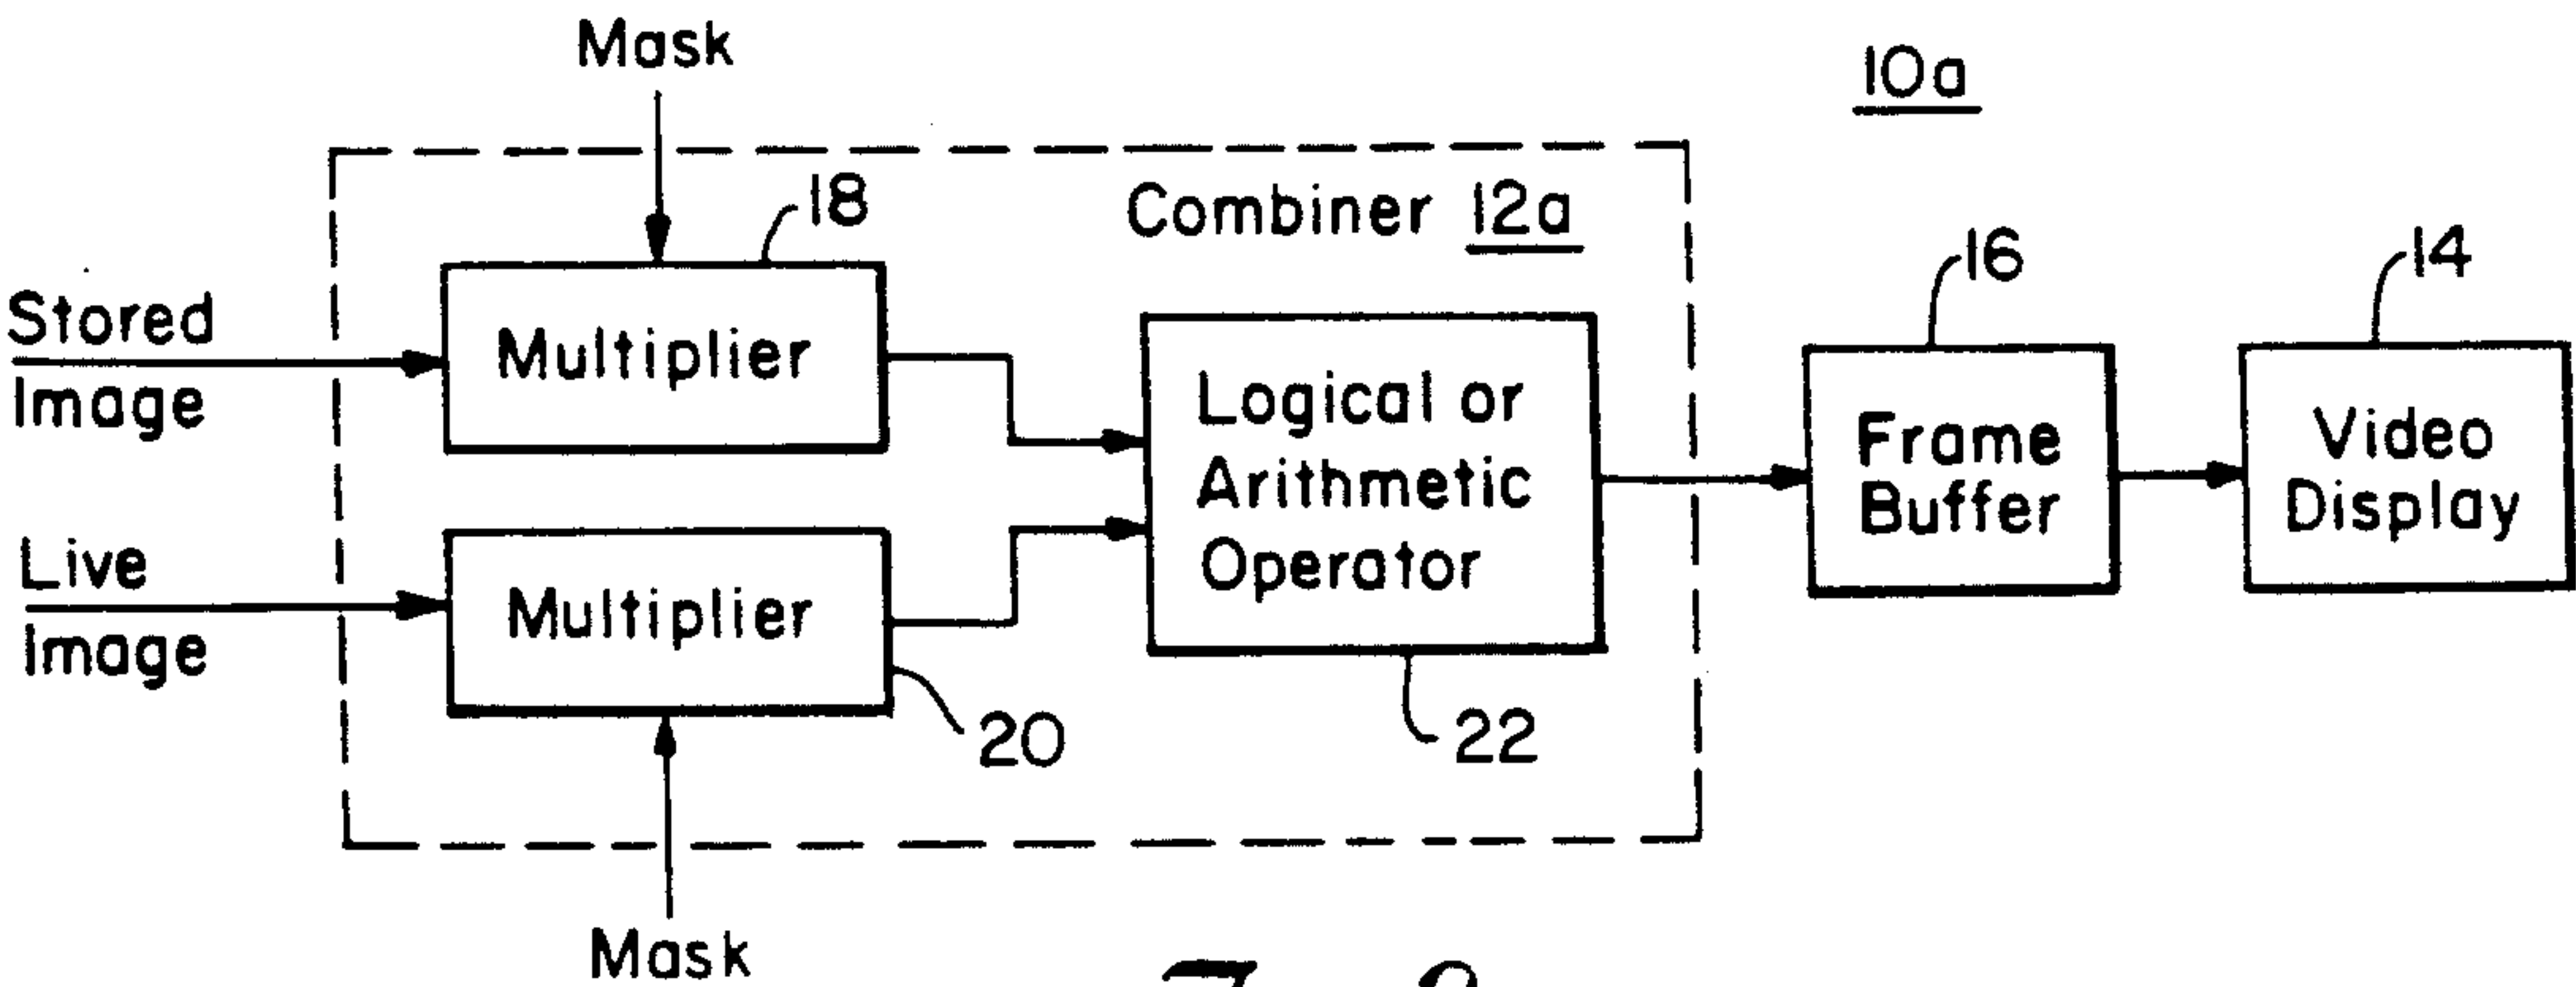 Mask
10a
18
Combiner 12a
16
14
Stored
Image
Multiplier
Logical or
Arithmetic
Operator
Frame
Buffer
Video
Display
Live
Image
Multiplier
20
22
Mask